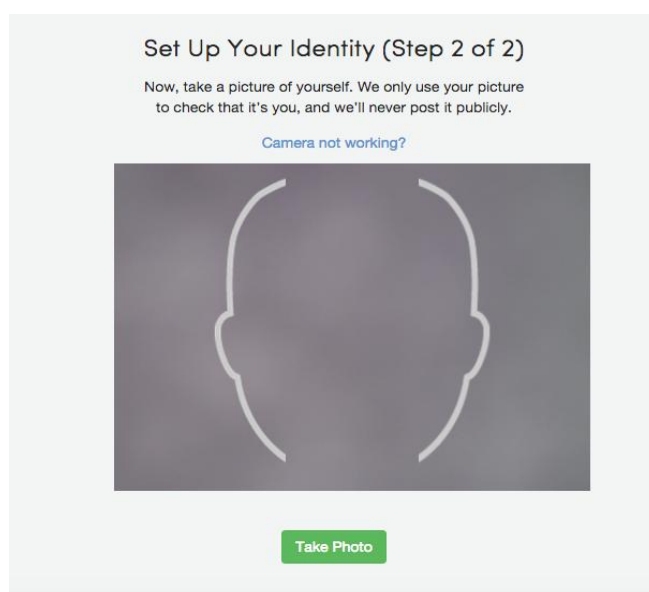 Set Up Your Identity (Step 2 of 2)
Now, take a picture of yourself. We only use your picture
to check that it's you, and we'll never post it publicly.
Camera not working?
Take Photo